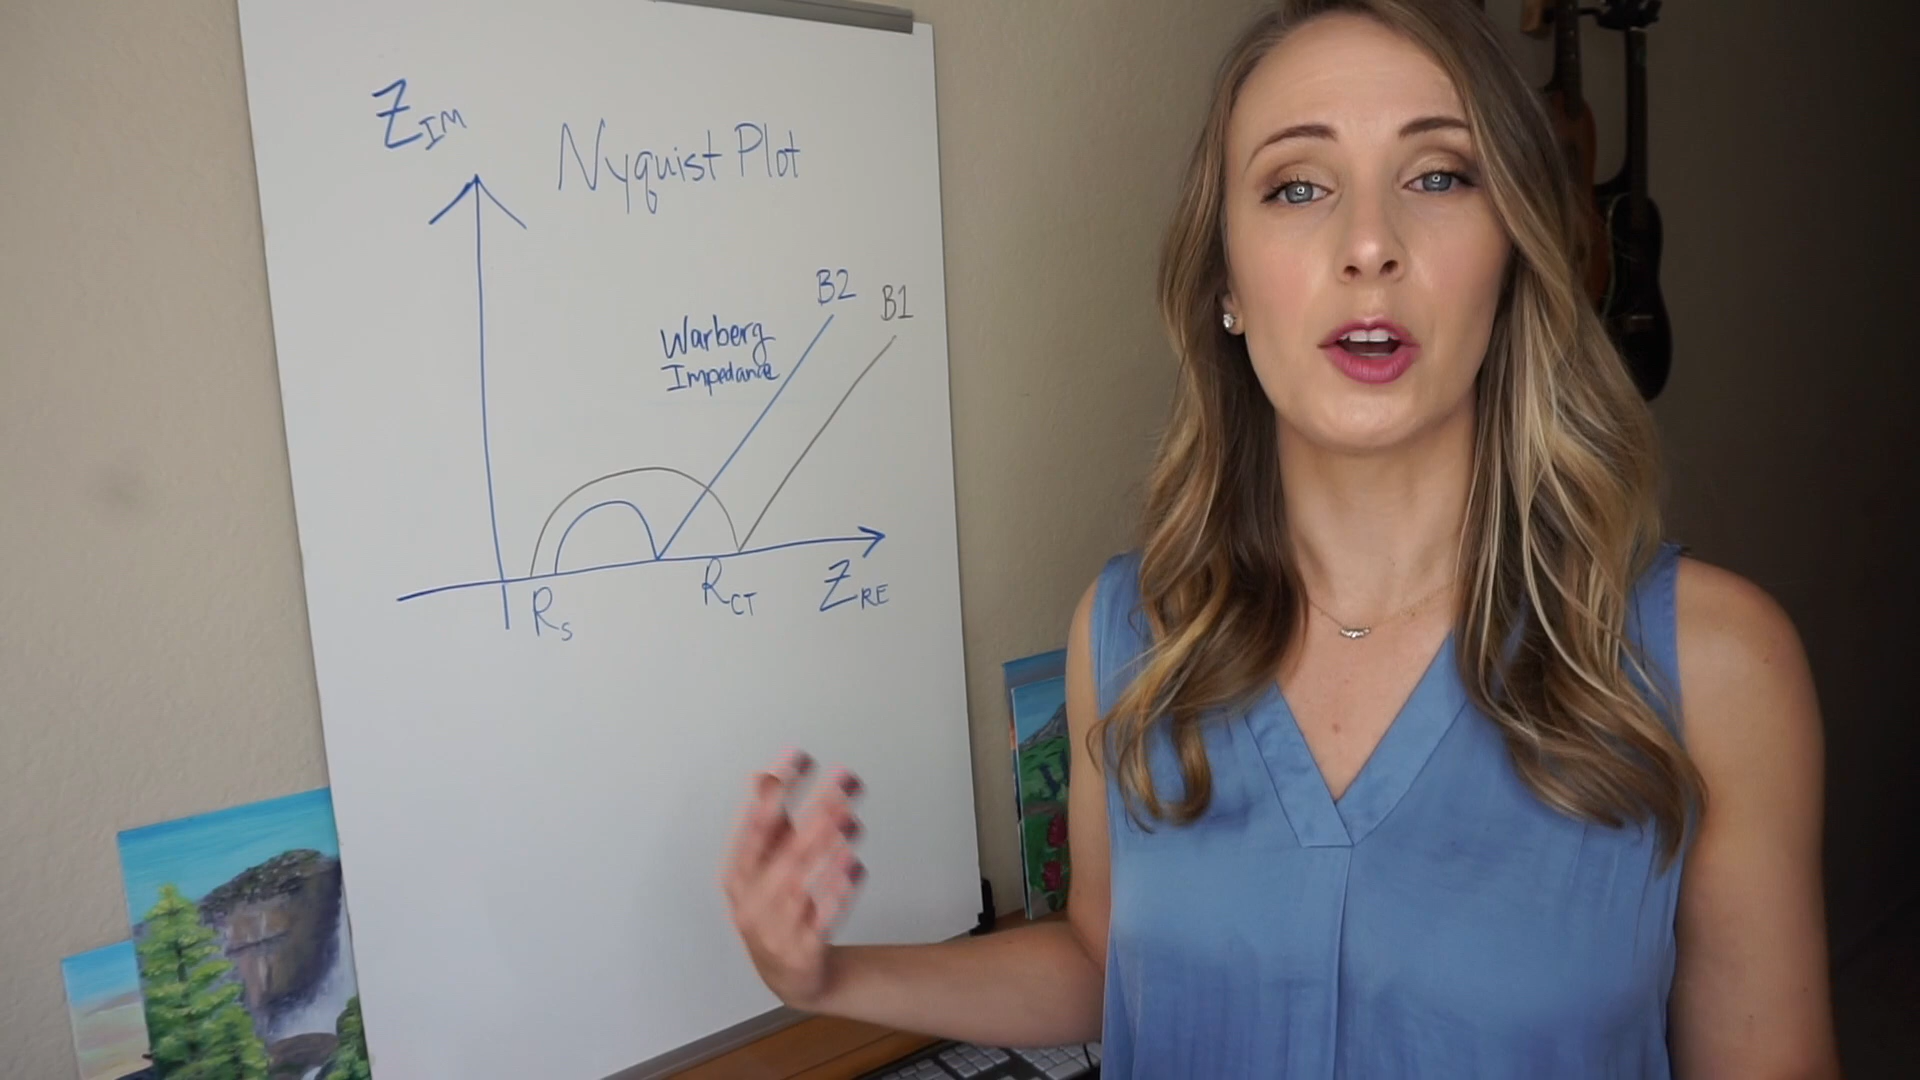 Z_IM
Nyquist Plot
B2
B1
Warberg
Impedance
R_S
R_CT
Z_RE